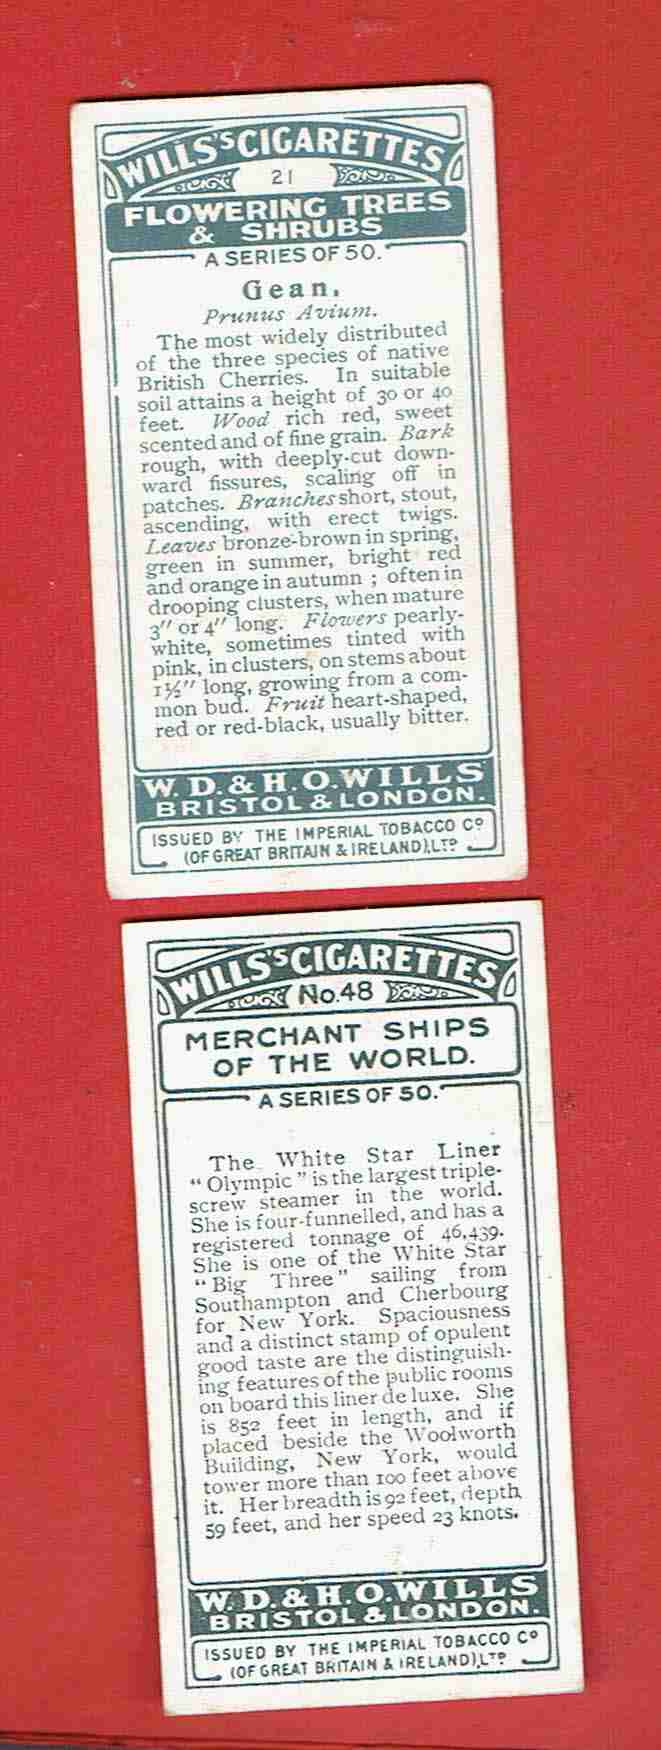 WILLS'S CIGARETTES
21
FLOWERING TREES
& SHRUBS
A SERIES OF 50.
Gean.
Prunus Avium.
The most widely distributed
of the three species of native
British Cherries. In suitable
soil attains a height of 30 or 40
feet. Wood rich red, sweet
scented and of fine grain. Bark
rough, with deeply-cut down-
ward fissures, scaling off in
patches. Branches short, stout,
ascending, with erect twigs.
Leaves bronze-brown in spring,
green in summer, bright red
and orange in autumn ; often in
drooping clusters, when mature
3" or 4" long. Flowers pearly-
white, sometimes tinted with
pink, in clusters, on stems about
1½" long, growing from a com-
mon bud. Fruit heart-shaped,
red or red-black, usually bitter.
W. D. & H. O. WILLS
BRISTOL & LONDON.
ISSUED BY THE IMPERIAL TOBACCO Co
(OF GREAT BRITAIN & IRELAND), LTD
WILLS'S CIGARETTES
No. 48
MERCHANT SHIPS
OF THE WORLD.
A SERIES OF 50.
The White Star Liner
"Olympic" is the largest triple-
screw steamer in the world.
She is four-funnelled, and has a
registered tonnage of 46,439.
She is one of the White Star
"Big Three" sailing from
Southampton and Cherbourg
for New York. Spaciousness
and a distinct stamp of opulent
good taste are the distinguish-
ing features of the public rooms
on board this liner de luxe. She
is 852 feet in length, and if
placed beside the Woolworth
Building, New York, would
tower more than 100 feet above
it. Her breadth is 92 feet, depth
59 feet, and her speed 23 knots.
W. D. & H. O. WILLS
BRISTOL & LONDON.
ISSUED BY THE IMPERIAL TOBACCO Co
(OF GREAT BRITAIN & IRELAND), LTD